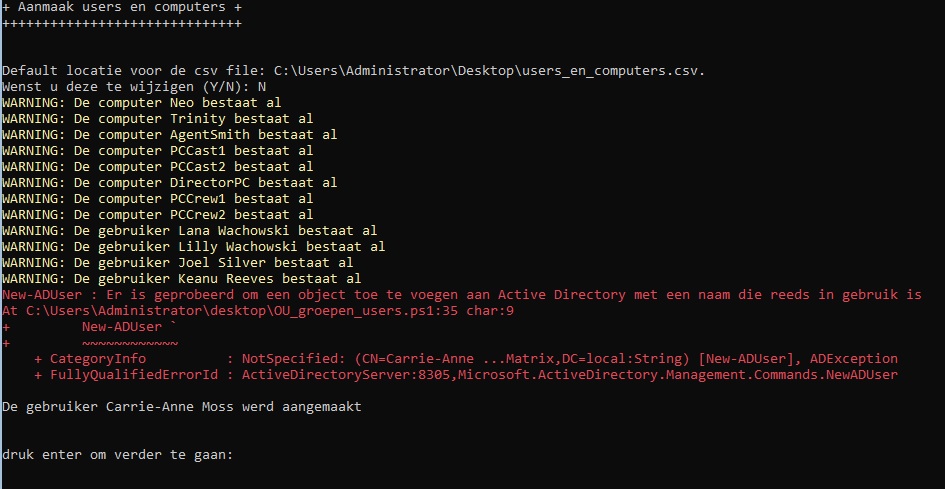 + Aanmaak users en computers +
++++++++++++++++++++++++++++++
Default locatie voor de csv file: C:\Users\Administrator\Desktop\users_en_computers.csv.
Wenst u deze te wijzigen (Y/N): N
WARNING: De computer Neo bestaat al
WARNING: De computer Trinity bestaat al
WARNING: De computer AgentSmith bestaat al
WARNING: De computer PCCast1 bestaat al
WARNING: De computer PCCast2 bestaat al
WARNING: De computer DirectorPC bestaat al
WARNING: De computer PCCrew1 bestaat al
WARNING: De computer PCCrew2 bestaat al
WARNING: De gebruiker Lana Wachowski bestaat al
WARNING: De gebruiker Lilly Wachowski bestaat al
WARNING: De gebruiker Joel Silver bestaat al
WARNING: De gebruiker Keanu Reeves bestaat al
New-ADUser : Er is geprobeerd om een object toe te voegen aan Active Directory met een naam die reeds in gebruik is
At C:\Users\Administrator\desktop\OU_groepen_users.ps1:35 char:9
+         New-ADUser `
+         ~~~~~~~~~~~~
    + CategoryInfo          : NotSpecified: (CN=Carrie-Anne ...Matrix,DC=local:String) [New-ADUser], ADException
    + FullyQualifiedErrorId : ActiveDirectoryServer:8305,Microsoft.ActiveDirectory.Management.Commands.NewADUser
De gebruiker Carrie-Anne Moss werd aangemaakt
druk enter om verder te gaan: